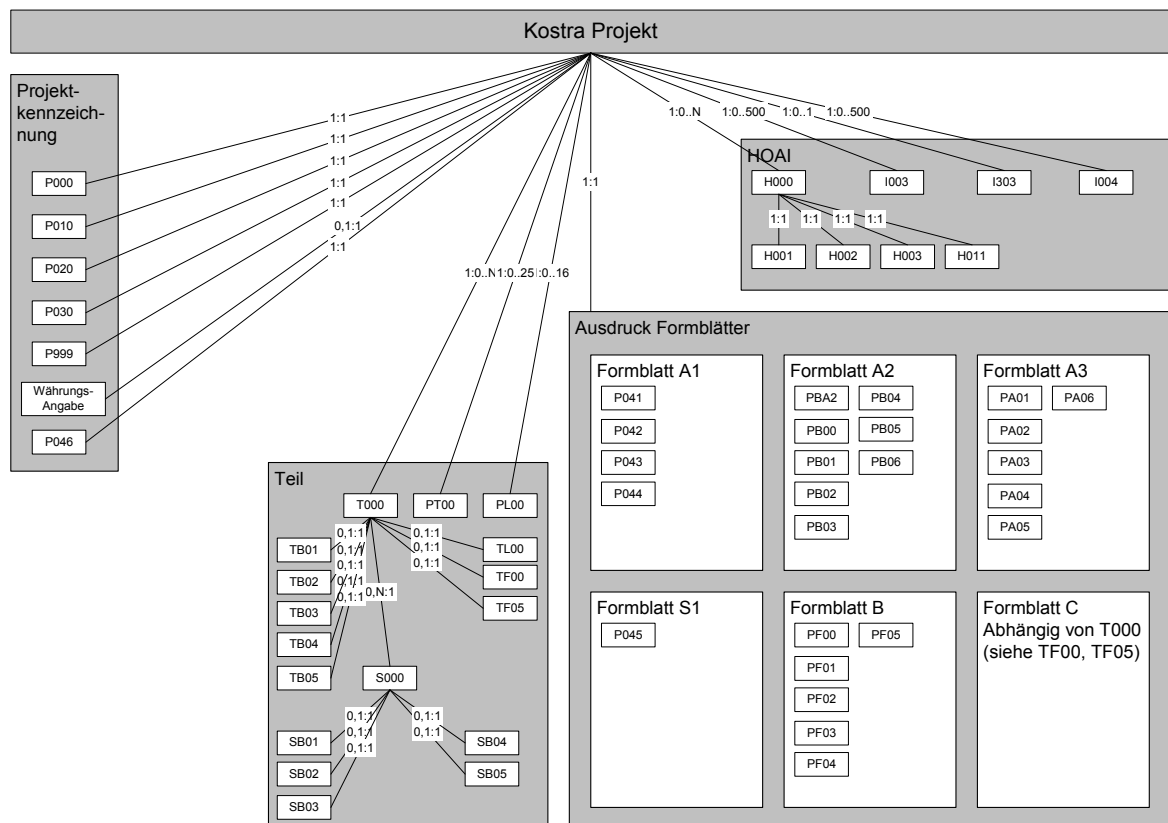 Kostra Projekt
Projekt-
kennzeich-
nung
P000
P010
P020
P030
P999
Währungs-
Angabe
P046
1:1
1:1
1:1
1:1
1:1
0,1:1
1:1
1:0..N
1:0..25
1:0..16
1:1
1:0..N
1:0..500
1:0..1
1:0..500
HOAI
H000
I003
I303
I004
1:1
1:1
1:1
1:1
H001
H002
H003
H011
Teil
T000
PT00
PL00
0,1:1
0,1:1
0,1:1
0,1:1
0,1:1
0,N:1
0,1:1
0,1:1
0,1:1
TB01
TB02
TB03
TB04
TB05
TL00
TF00
TF05
S000
0,1:1
0,1:1
0,1:1
0,1:1
0,1:1
SB01
SB02
SB03
SB04
SB05
Ausdruck Formblätter
Formblatt A1
P041
P042
P043
P044
Formblatt A2
PBA2
PB04
PB00
PB05
PB01
PB06
PB02
PB03
Formblatt A3
PA01
PA06
PA02
PA03
PA04
PA05
Formblatt S1
P045
Formblatt B
PF00
PF05
PF01
PF02
PF03
PF04
Formblatt C
Abhängig von T000
(siehe TF00, TF05)